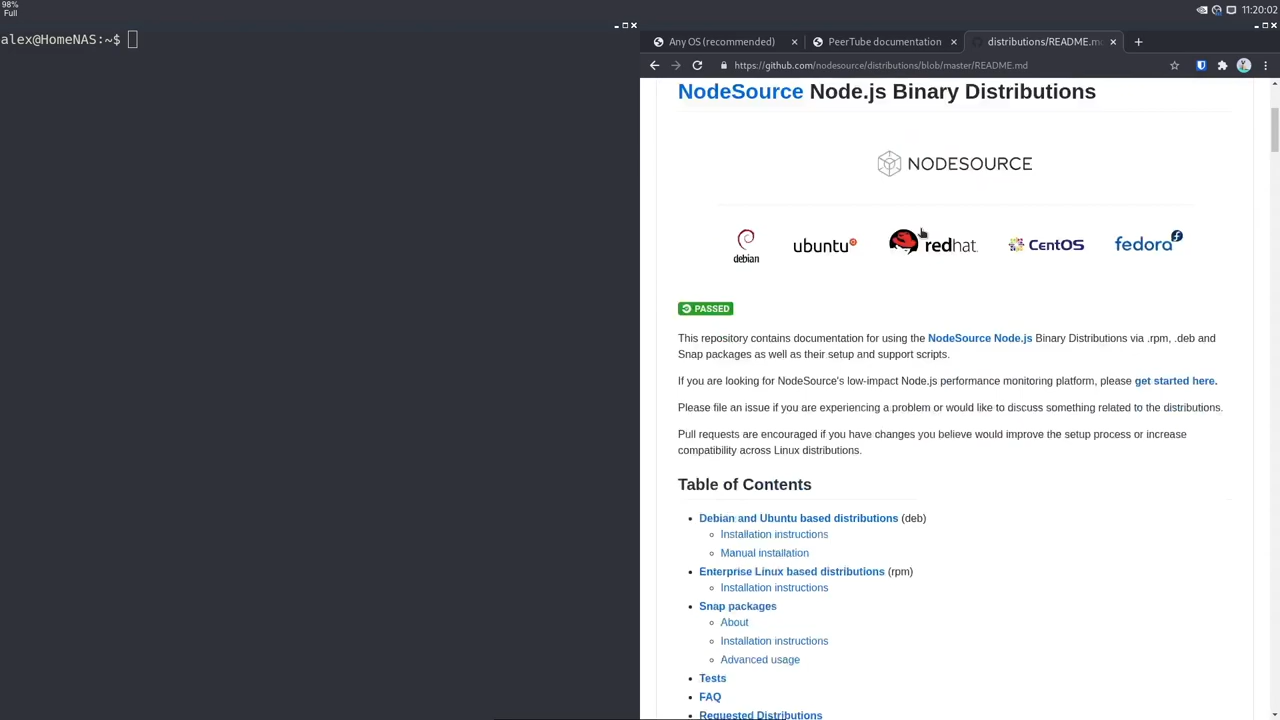 98%
Full
11:20:02
alex@HomeNAS:~$
Any OS (recommended)
PeerTube documentation
distributions/README.m
https://github.com/nodesource/distributions/blob/master/README.md
NodeSource Node.js Binary Distributions
NODESOURCE
debian
ubuntu
redhat.
CentOS
fedora
PASSED
This repository contains documentation for using the NodeSource Node.js Binary Distributions via .rpm, .deb and
Snap packages as well as their setup and support scripts.
If you are looking for NodeSource's low-impact Node.js performance monitoring platform, please get started here.
Please file an issue if you are experiencing a problem or would like to discuss something related to the distributions.
Pull requests are encouraged if you have changes you believe would improve the setup process or increase
compatibility across Linux distributions.
Table of Contents
Debian and Ubuntu based distributions (deb)
Installation instructions
Manual installation
Enterprise Linux based distributions (rpm)
Installation instructions
Snap packages
About
Installation instructions
Advanced usage
Tests
FAQ
Requested Distributions